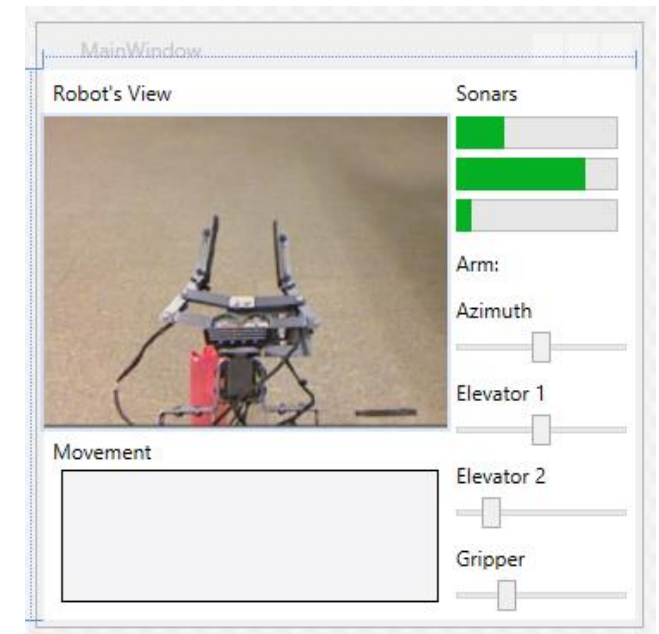 MainWindow
Robot's View
Sonars
Arm:
Azimuth
Elevator 1
Movement
Elevator 2
Gripper